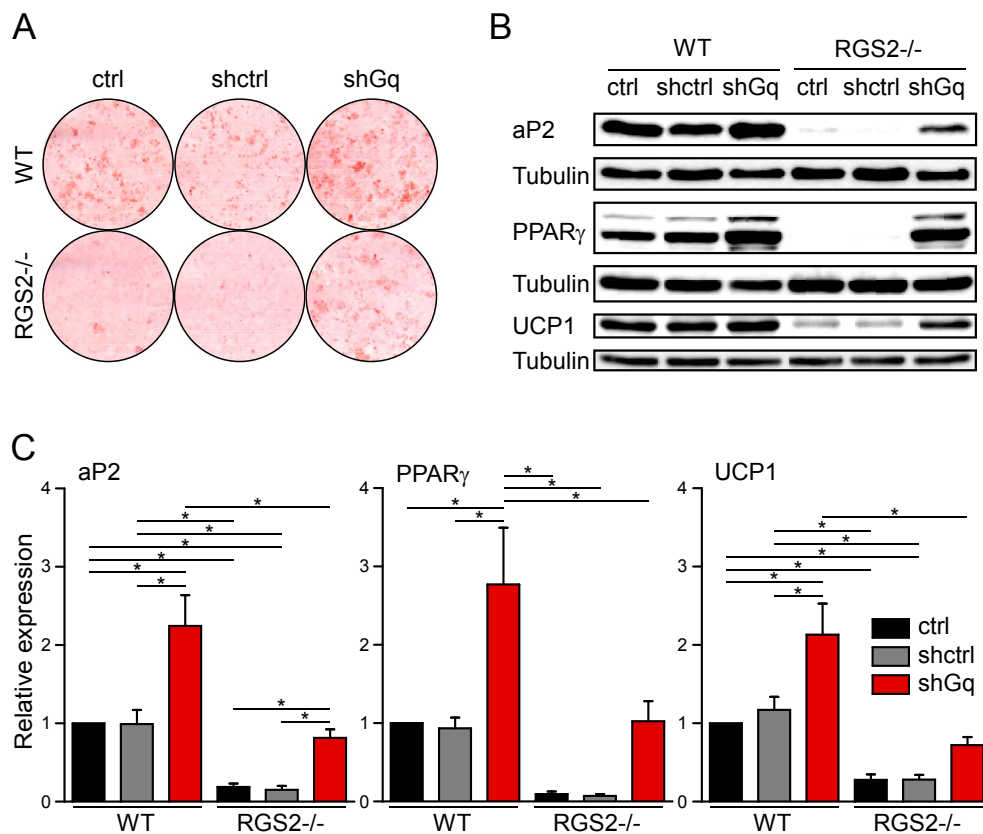 A
ctrl shctrl shGq
WT
RGS2-/-
B
WT RGS2-/-
ctrl shctrl shGq ctrl shctrl shGq
aP2
Tubulin
PPARγ
Tubulin
UCP1
Tubulin
C
aP2
Relative expression
4
3
2
1
0
* * * * * * * * *
WT RGS2-/-
PPARγ
4
3
2
1
0
* * * * *
WT RGS2-/-
UCP1
4
3
2
1
0
* * * * * * *
ctrl
shctrl
shGq
WT RGS2-/-